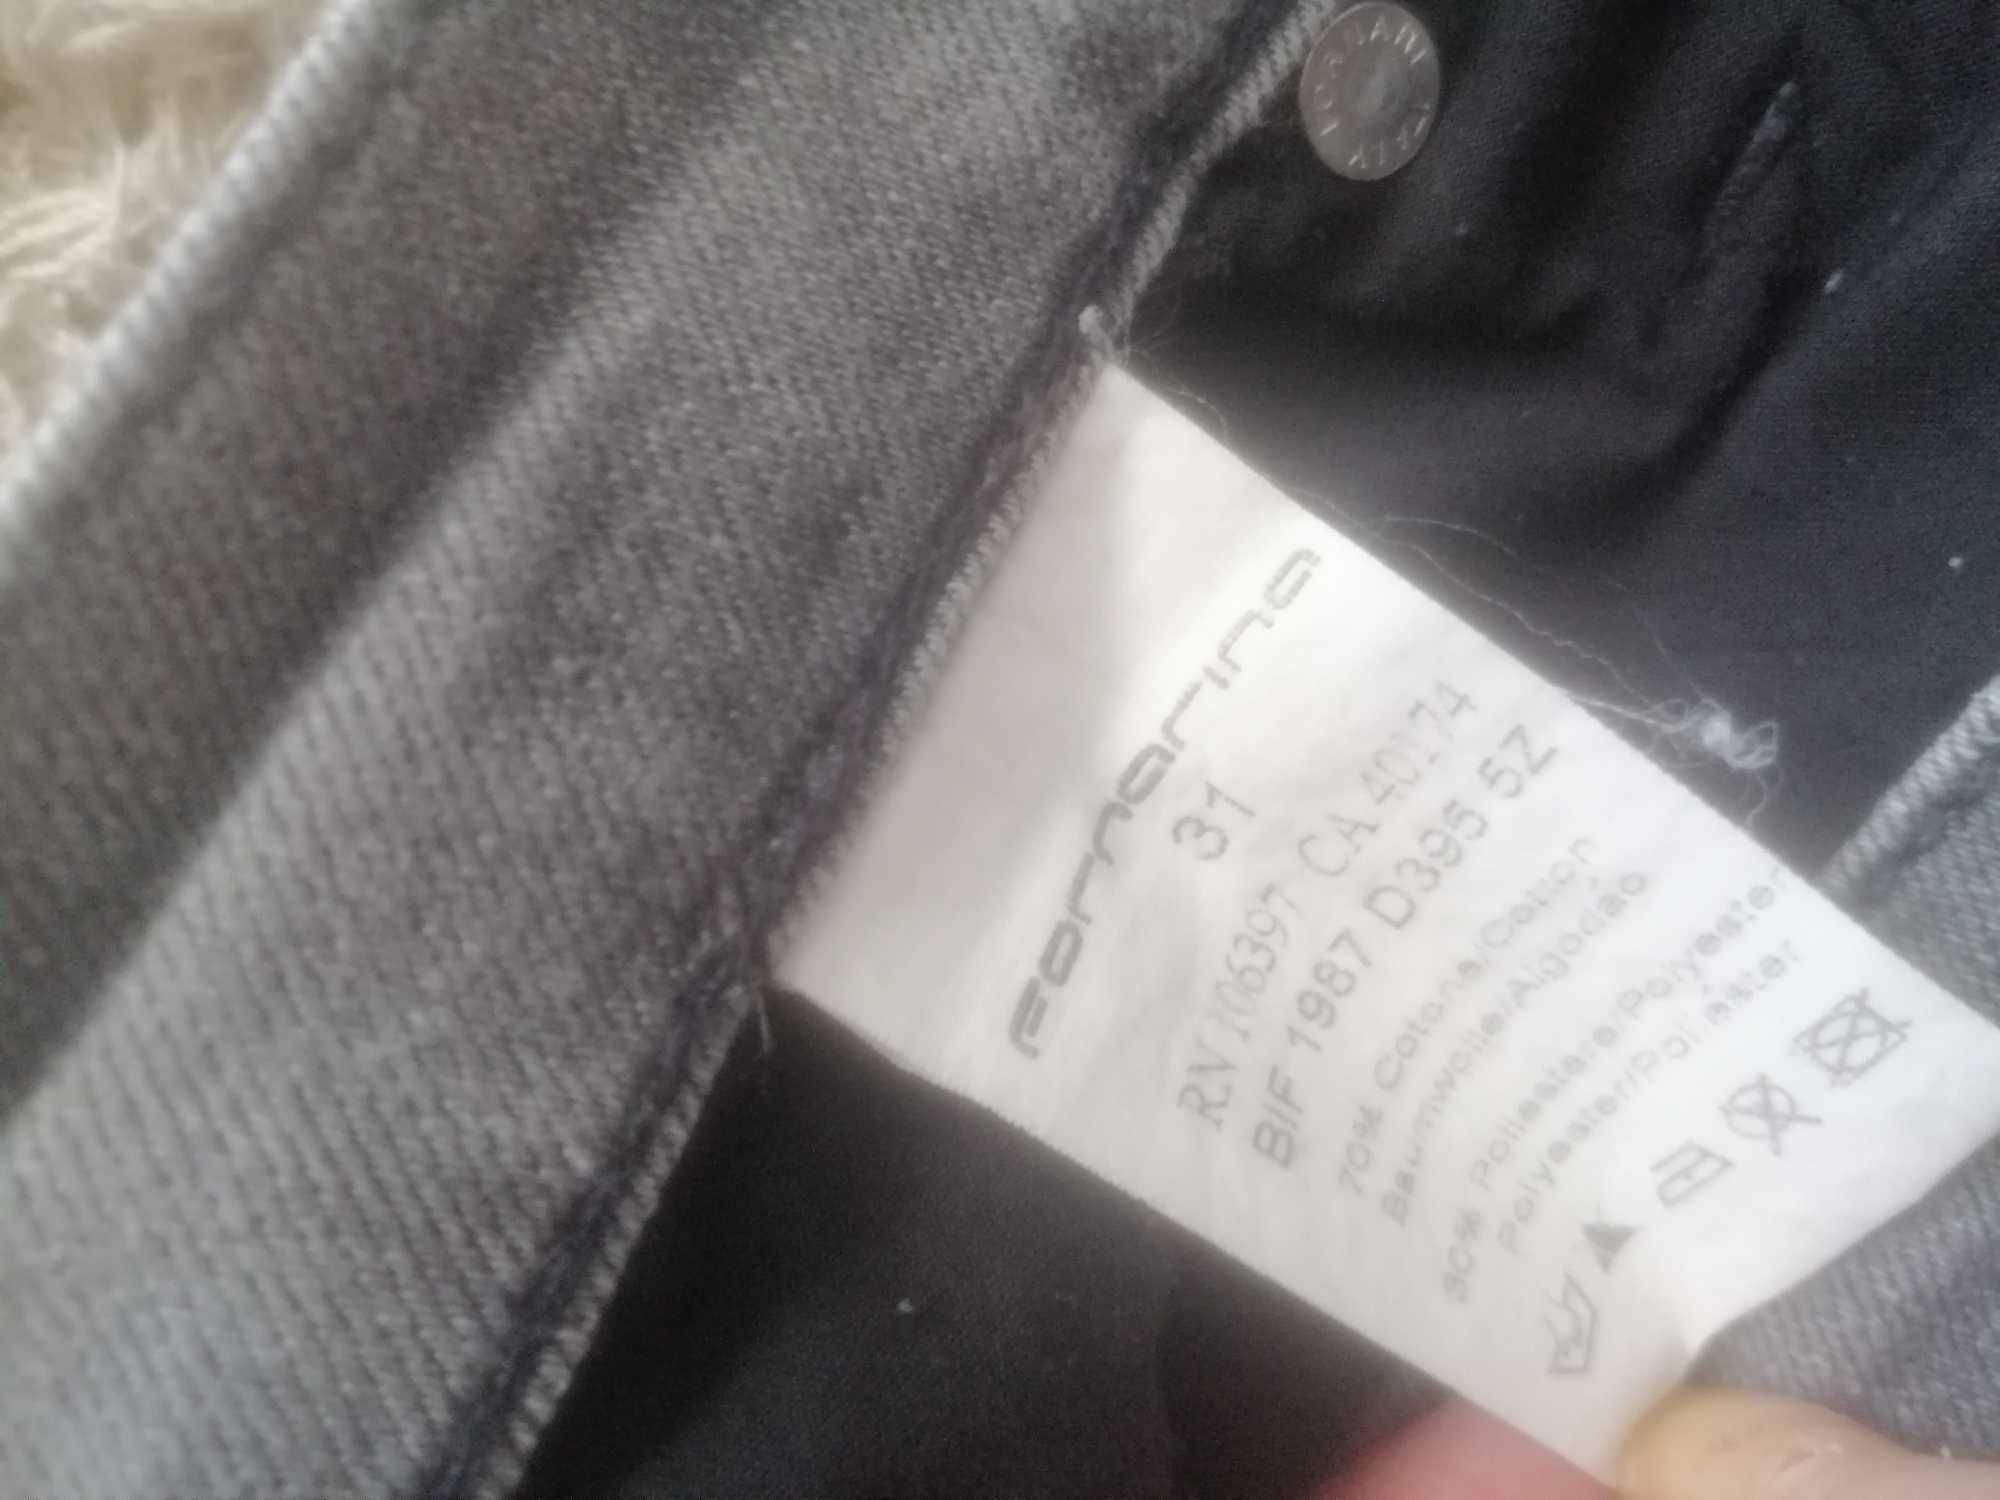 Fornarina
31
RN 106397 CA 40174
BIF 1987 D395 5Z
70% Cotone/Cotton
Baumwolle/Algodão
30% Poliestere/Polyester
Polyester/Poliéster